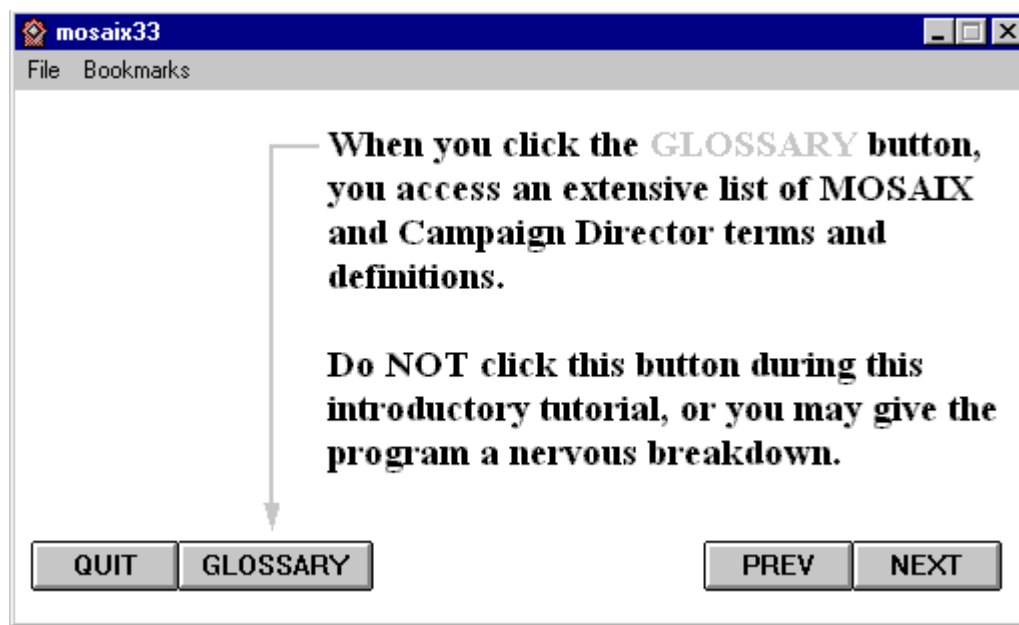 mosaix33
File Bookmarks
When you click the GLOSSARY button,
you access an extensive list of MOSAIX
and Campaign Director terms and
definitions.
Do NOT click this button during this
introductory tutorial, or you may give the
program a nervous breakdown.
QUIT GLOSSARY PREV NEXT